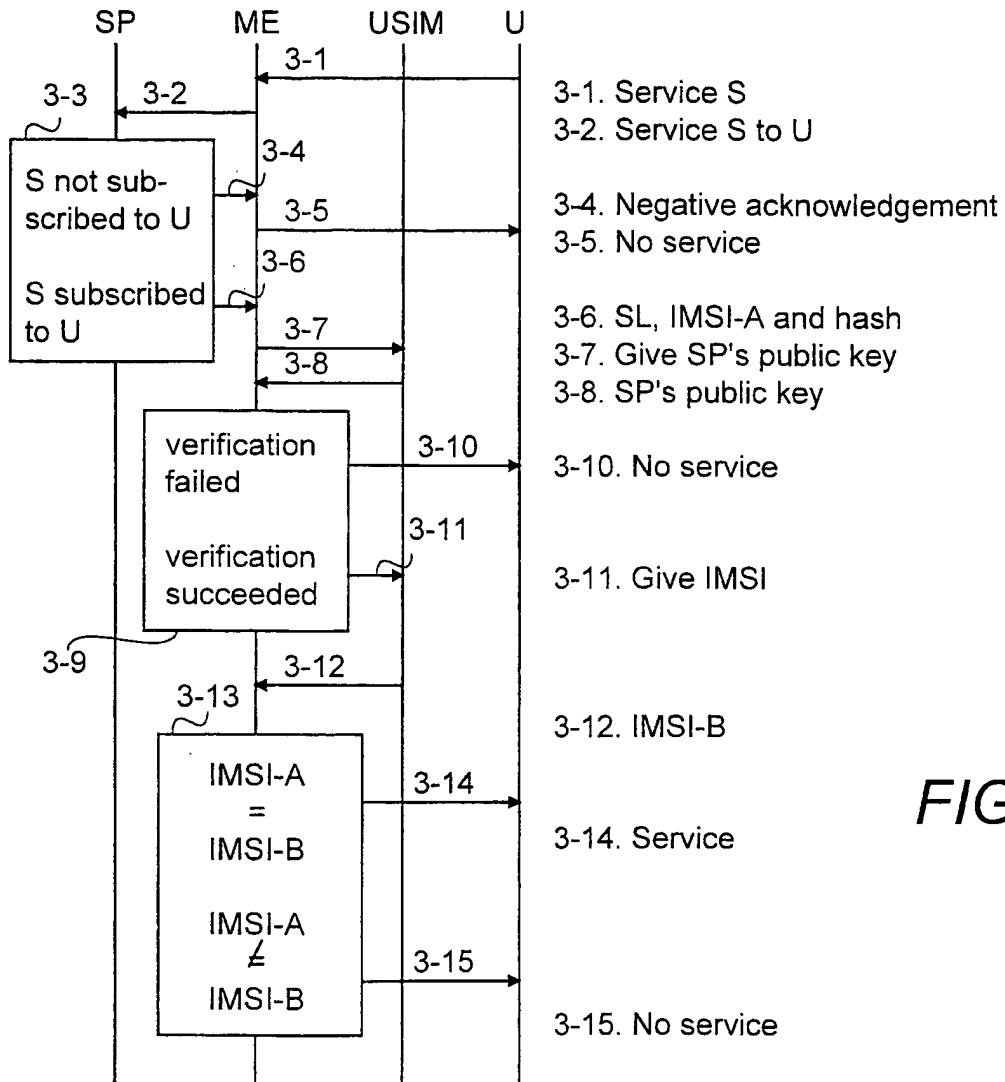 SP ME USIM U
3-1
3-3 3-2
3-1. Service S
3-2. Service S to U
S not sub-
scribed to U
3-4
3-5
3-4. Negative acknowledgement
3-5. No service
3-6
S subscribed
to U
3-7
3-8
3-6. SL, IMSI-A and hash
3-7. Give SP's public key
3-8. SP's public key
verification
failed
3-10
3-10. No service
3-11
verification
succeeded
3-11. Give IMSI
3-9
3-12
3-12. IMSI-B
3-13
IMSI-A
=
IMSI-B
3-14
3-14. Service
IMSI-A
≠
IMSI-B
3-15
3-15. No service
FIG